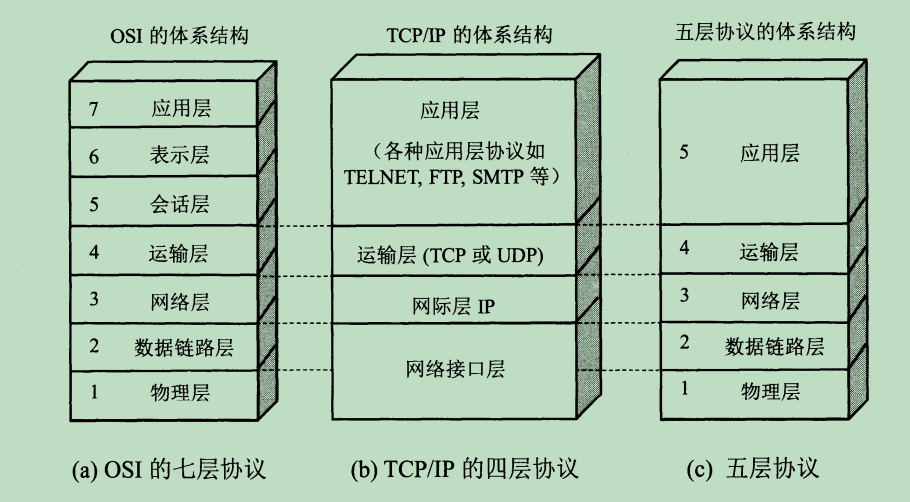 OSI 的体系结构
7 应用层
6 表示层
5 会话层
4 运输层
3 网络层
2 数据链路层
1 物理层
(a) OSI 的七层协议
TCP/IP 的体系结构
应用层
（各种应用层协议如
TELNET, FTP, SMTP 等）
运输层 (TCP 或 UDP)
网际层 IP
网络接口层
(b) TCP/IP 的四层协议
五层协议的体系结构
5 应用层
4 运输层
3 网络层
2 数据链路层
1 物理层
(c) 五层协议